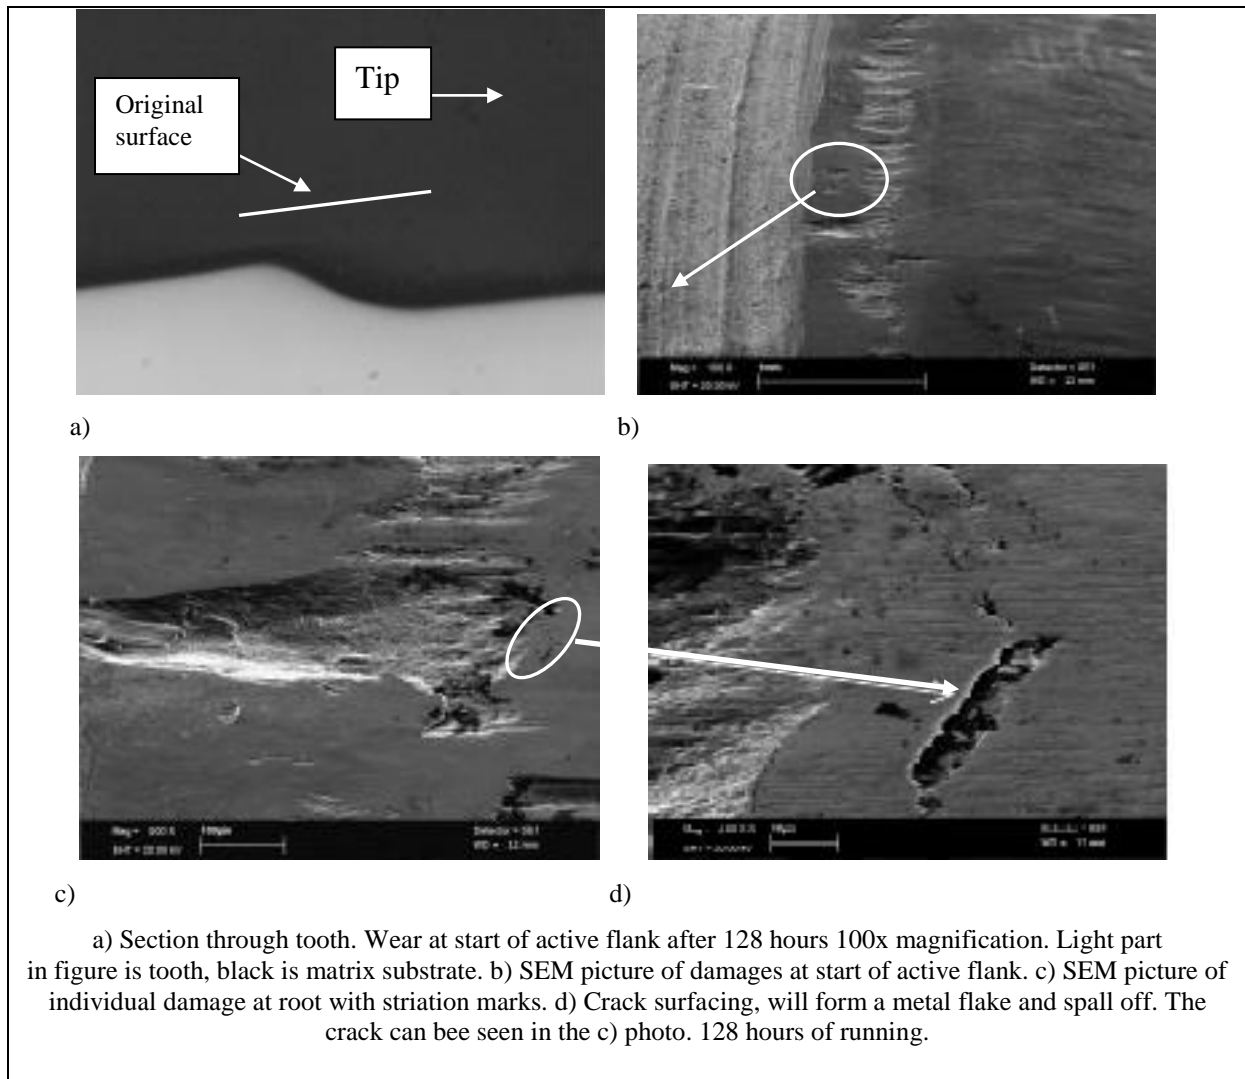 Original
surface
Tip
a)
b)
c)
d)
a) Section through tooth. Wear at start of active flank after 128 hours 100x magnification. Light part
in figure is tooth, black is matrix substrate. b) SEM picture of damages at start of active flank. c) SEM picture of
individual damage at root with striation marks. d) Crack surfacing, will form a metal flake and spall off. The
crack can bee seen in the c) photo. 128 hours of running.